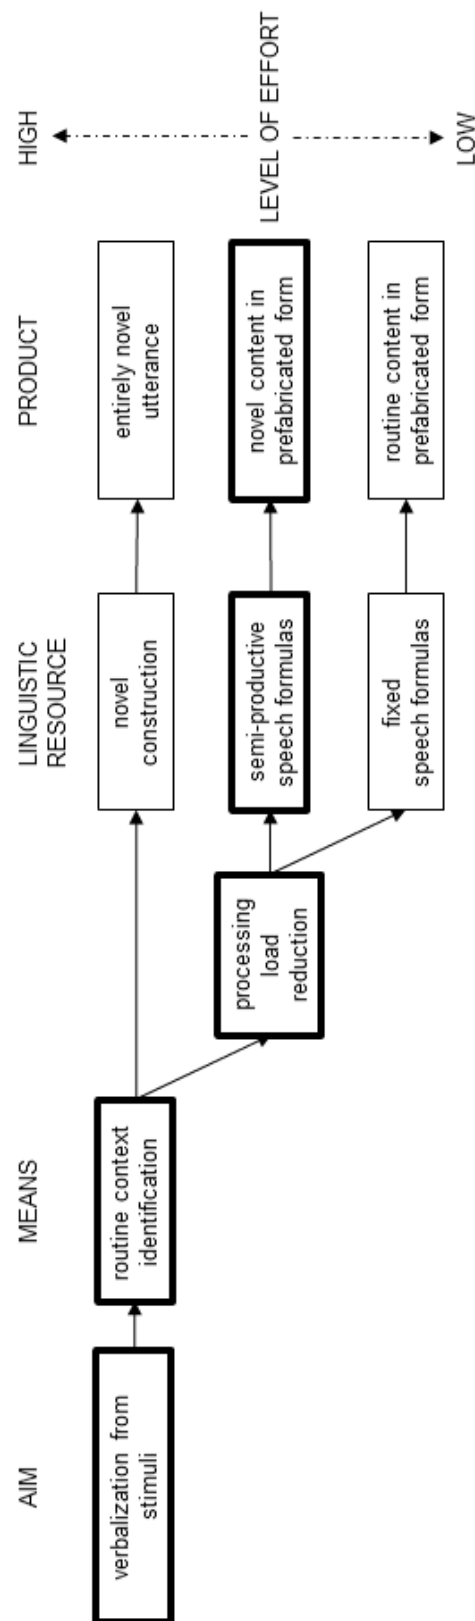 AIM
MEANS
LINGUISTIC
RESOURCE
PRODUCT
HIGH
verbalization from
stimuli
routine context
identification
novel
construction
entirely novel
utterance
processing
load
reduction
semi-productive
speech formulas
novel content in
prefabricated form
LEVEL OF EFFORT
fixed
speech formulas
routine content in
prefabricated form
LOW